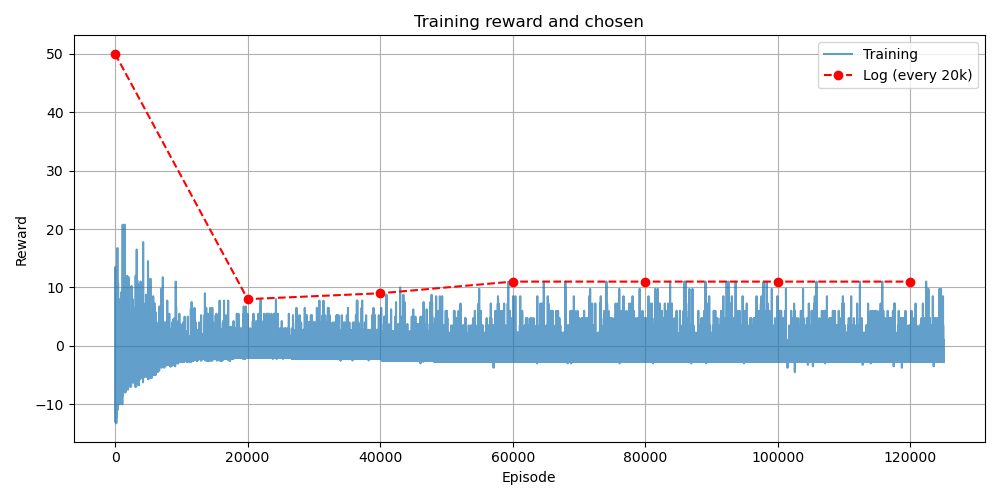 Training reward and chosen
Training
Log (every 20k)
Reward
50
40
30
20
10
0
−10
0 20000 40000 60000 80000 100000 120000
Episode